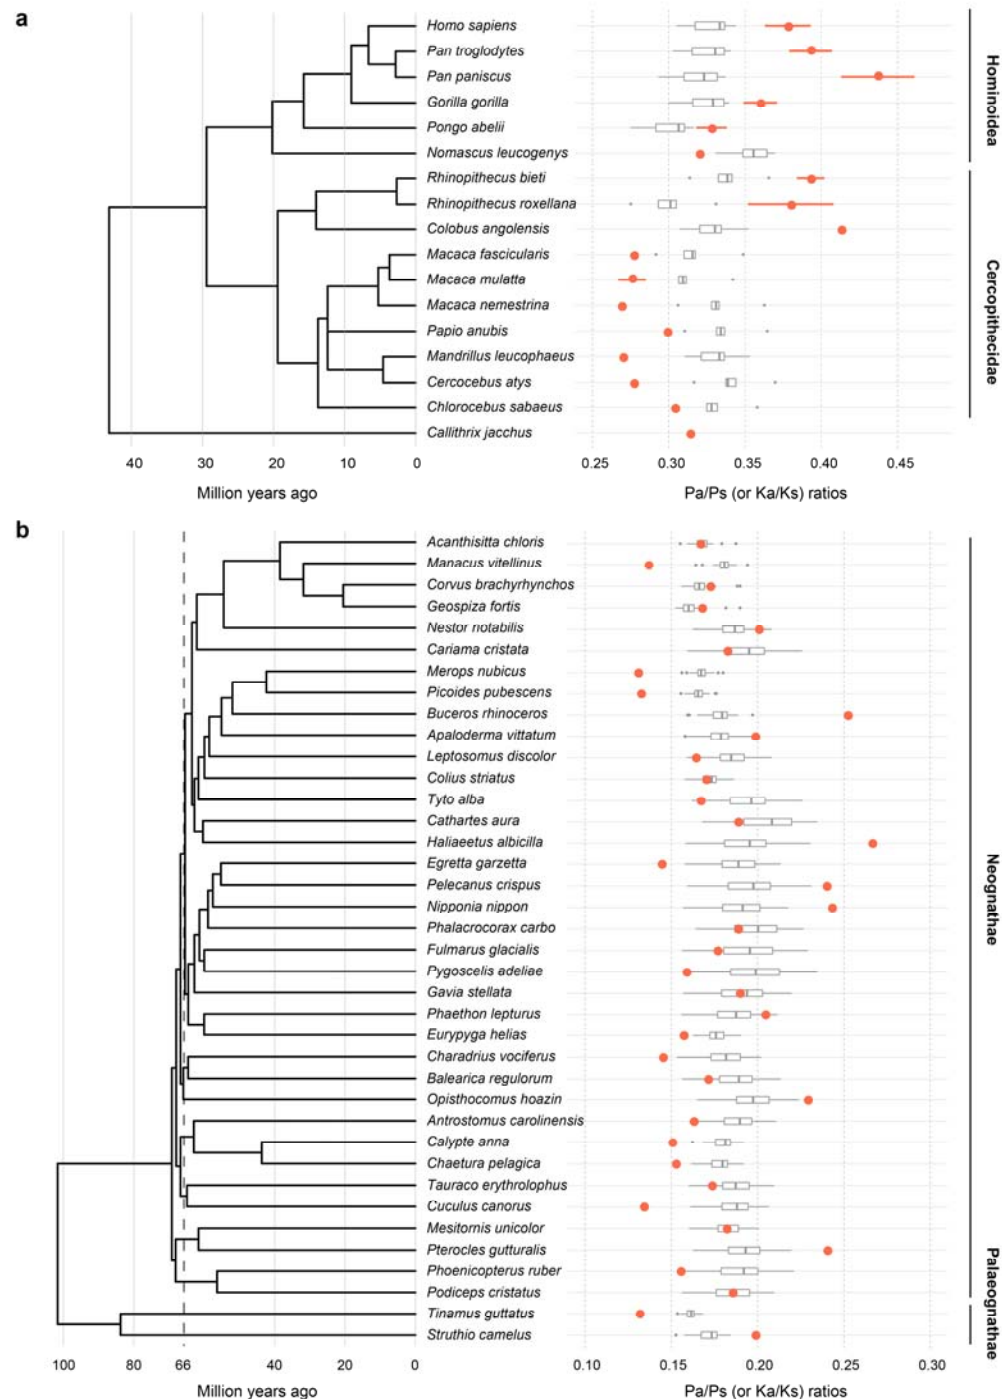 a
Homo sapiens
Pan troglodytes
Pan paniscus
Gorilla gorilla
Pongo abelii
Nomascus leucogenys
Hominoidea
Rhinopithecus bieti
Rhinopithecus roxellana
Colobus angolensis
Macaca fascicularis
Macaca mulatta
Macaca nemestrina
Papio anubis
Mandrillus leucophaeus
Cercocebus atys
Chlorocebus sabaeus
Cercopithecidae
Callithrix jacchus
40 30 20 10 0 0.25 0.30 0.35 0.40 0.45
Million years ago Pa/Ps (or Ka/Ks) ratios
b
Acanthisitta chloris
Manacus vitellinus
Corvus brachyrhynchos
Geospiza fortis
Nestor notabilis
Cariama cristata
Merops nubicus
Picoides pubescens
Buceros rhinoceros
Apaloderma vittatum
Leptosomus discolor
Colius striatus
Tyto alba
Cathartes aura
Haliaeetus albicilla
Egretta garzetta
Pelecanus crispus
Nipponia nippon
Phalacrocorax carbo
Fulmarus glacialis
Pygoscelis adeliae
Gavia stellata
Phaethon lepturus
Eurypyga helias
Charadrius vociferus
Balearica regulorum
Opisthocomus hoazin
Antrostomus carolinensis
Calypte anna
Chaetura pelagica
Tauraco erythrolophus
Cuculus canorus
Mesitornis unicolor
Pterocles gutturalis
Phoenicopterus ruber
Podiceps cristatus
Neognathae
Tinamus guttatus
Struthio camelus
Palaeognathae
100 80 66 40 20 0 0.10 0.15 0.20 0.25 0.30
Million years ago Pa/Ps (or Ka/Ks) ratios